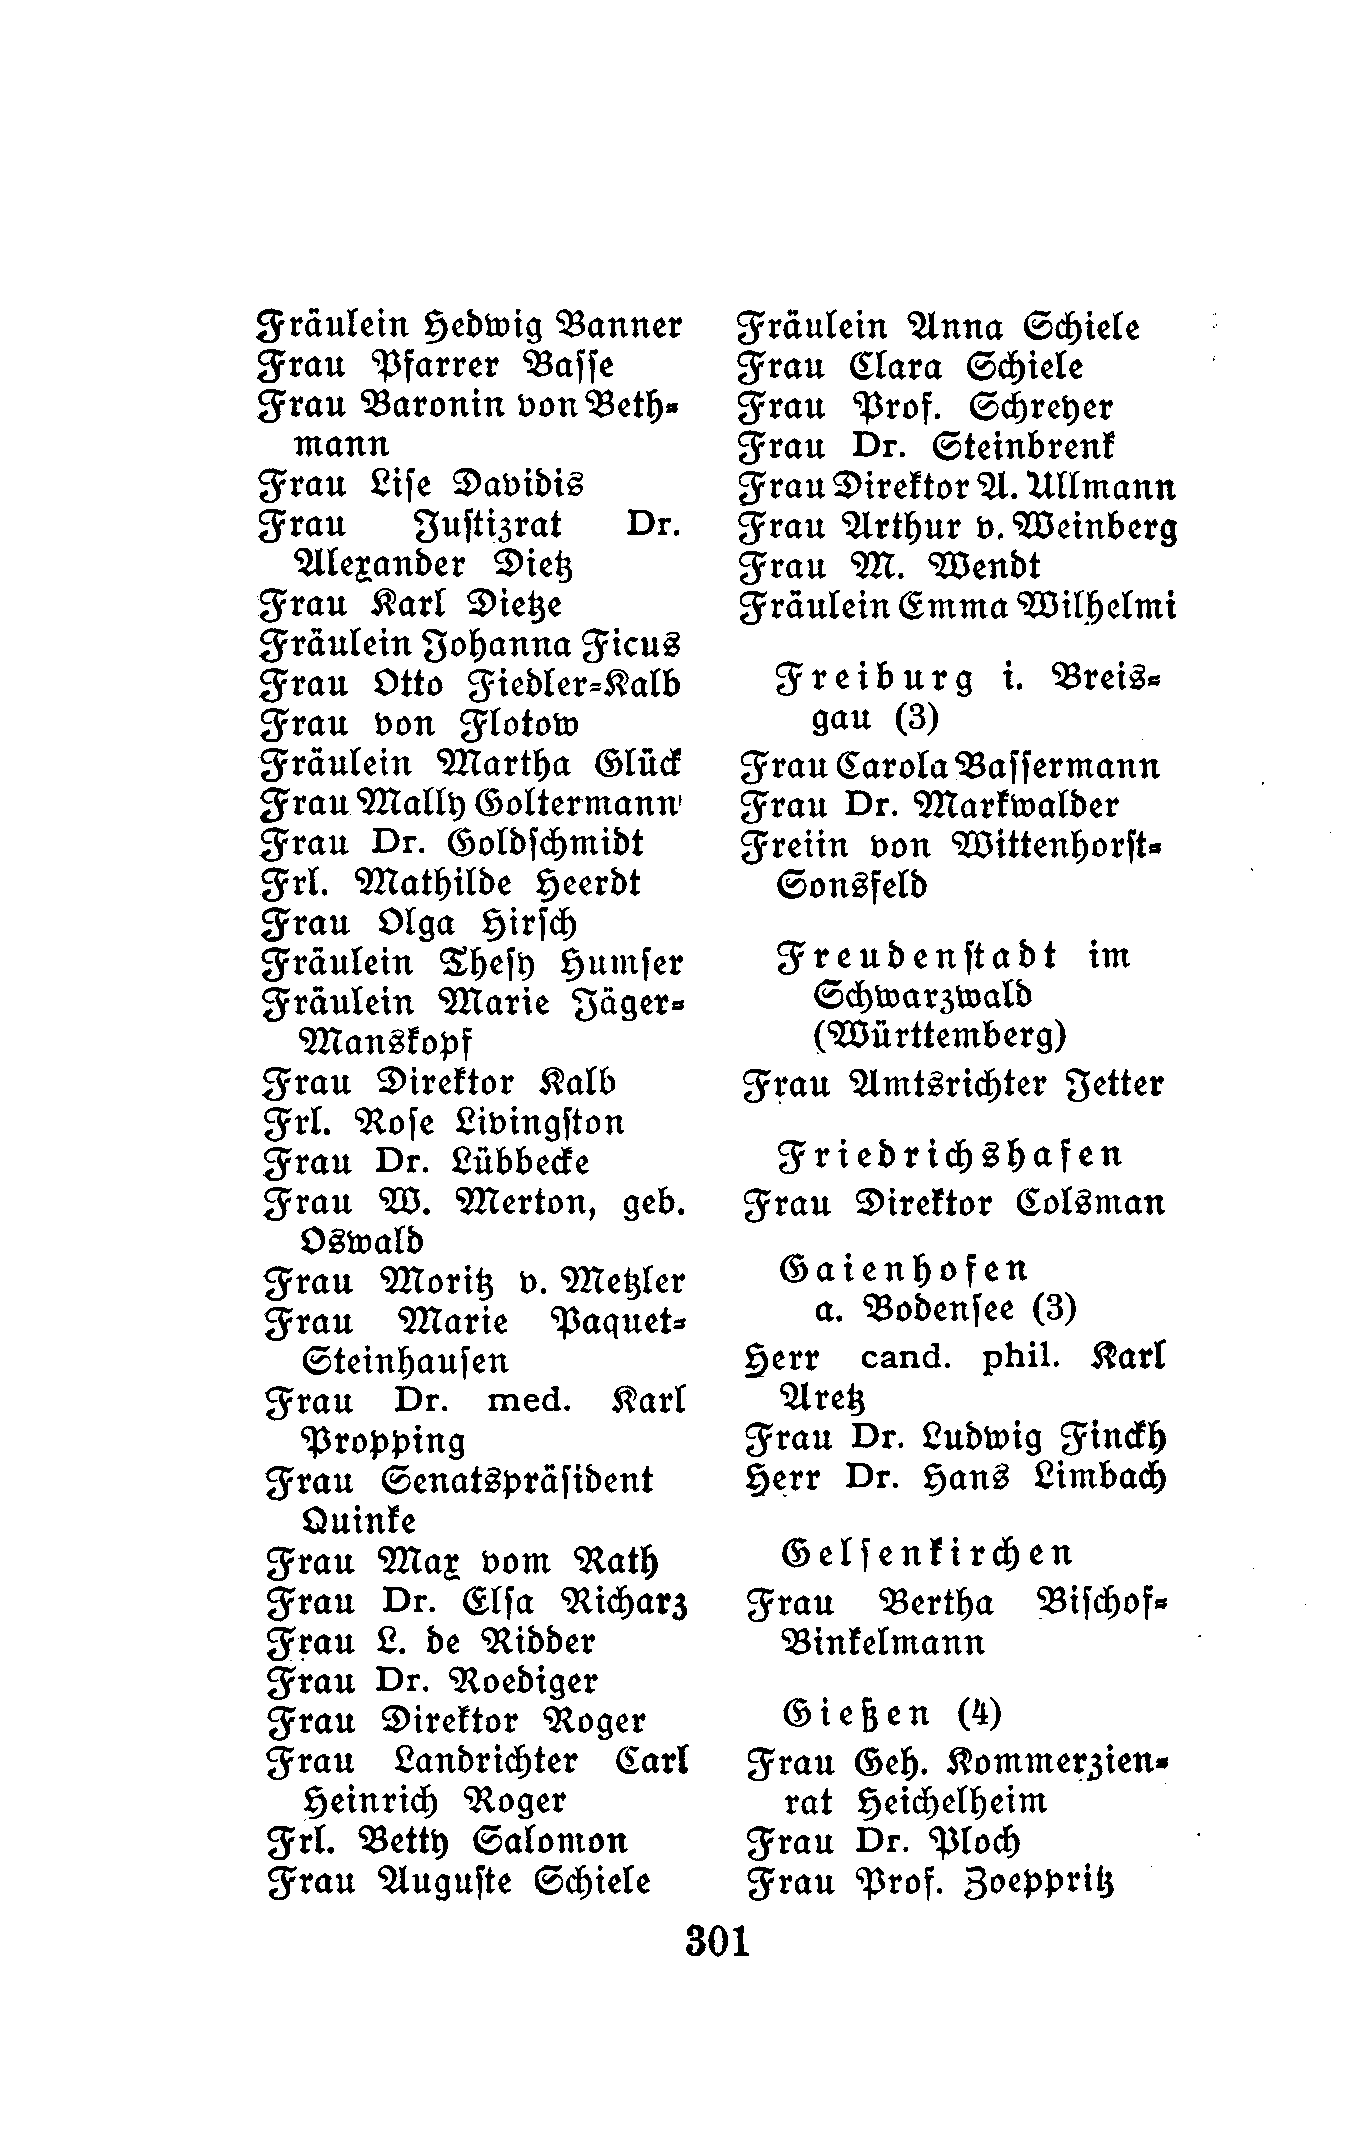 Fräulein Hedwig Banner
Frau Pfarrer Basse
Frau Baronin von Beth-
mann
Frau Lise Davidis
Frau Justizrat Dr.
Alexander Dietz
Frau Karl Dietze
Fräulein Johanna Ficus
Frau Otto Fiedler-Kalb
Frau von Flotow
Fräulein Martha Glück
Frau Mally Goltermann
Frau Dr. Goldschmidt
Frl. Mathilde Heerdt
Frau Olga Hirsch
Fräulein Thesy Humser
Fräulein Marie Jäger-
Manskopf
Frau Direktor Kalb
Frl. Rose Livingston
Frau Dr. Lübbecke
Frau W. Merton, geb.
Oswald
Frau Moritz v. Metzler
Frau Marie Paquet-
Steinhausen
Frau Dr. med. Karl
Propping
Frau Senatspräsident
Quinke
Frau Max vom Rath
Frau Dr. Elsa Richarz
Frau L. de Ridder
Frau Dr. Roediger
Frau Direktor Roger
Frau Landrichter Carl
Heinrich Roger
Frl. Betty Salomon
Frau Auguste Schiele
Fräulein Anna Schiele
Frau Clara Schiele
Frau Prof. Schreyer
Frau Dr. Steinbrenk
Frau Direktor A. Ullmann
Frau Arthur v. Weinberg
Frau M. Wendt
Fräulein Emma Wilhelmi
Freiburg i. Breis-
gau (3)
Frau Carola Bassermann
Frau Dr. Markwalder
Freiin von Wittenhorst-
Sonsfeld
Freudenstadt im
Schwarzwald
(Württemberg)
Frau Amtsrichter Jetter
Friedrichshafen
Frau Direktor Colsman
Gaienhofen
a. Bodensee (3)
Herr cand. phil. Karl
Aretz
Frau Dr. Ludwig Finckh
Herr Dr. Hans Limbach
Gelsenkirchen
Frau Bertha Bischof-
Binkelmann
Gießen (4)
Frau Geh. Kommerzien-
rat Heichelheim
Frau Dr. Ploch
Frau Prof. Zoeppritz
301